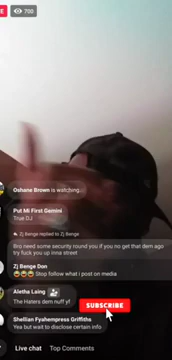 700
Oshane Brown is watching.
Put Mi First Gemini
True DJ
Zj Benge replied to Zj Benge
Bro need some security round you if you no get that dem ago
try fuck you up inna street
Zj Benge Don
Stop follow what i post on media
Aletha Laing
The Haters dem nuff yf
SUBSCRIBE
Shellian Fyahempress Griffiths
Yea but wait to disclose certain info
Live chat Top Comments